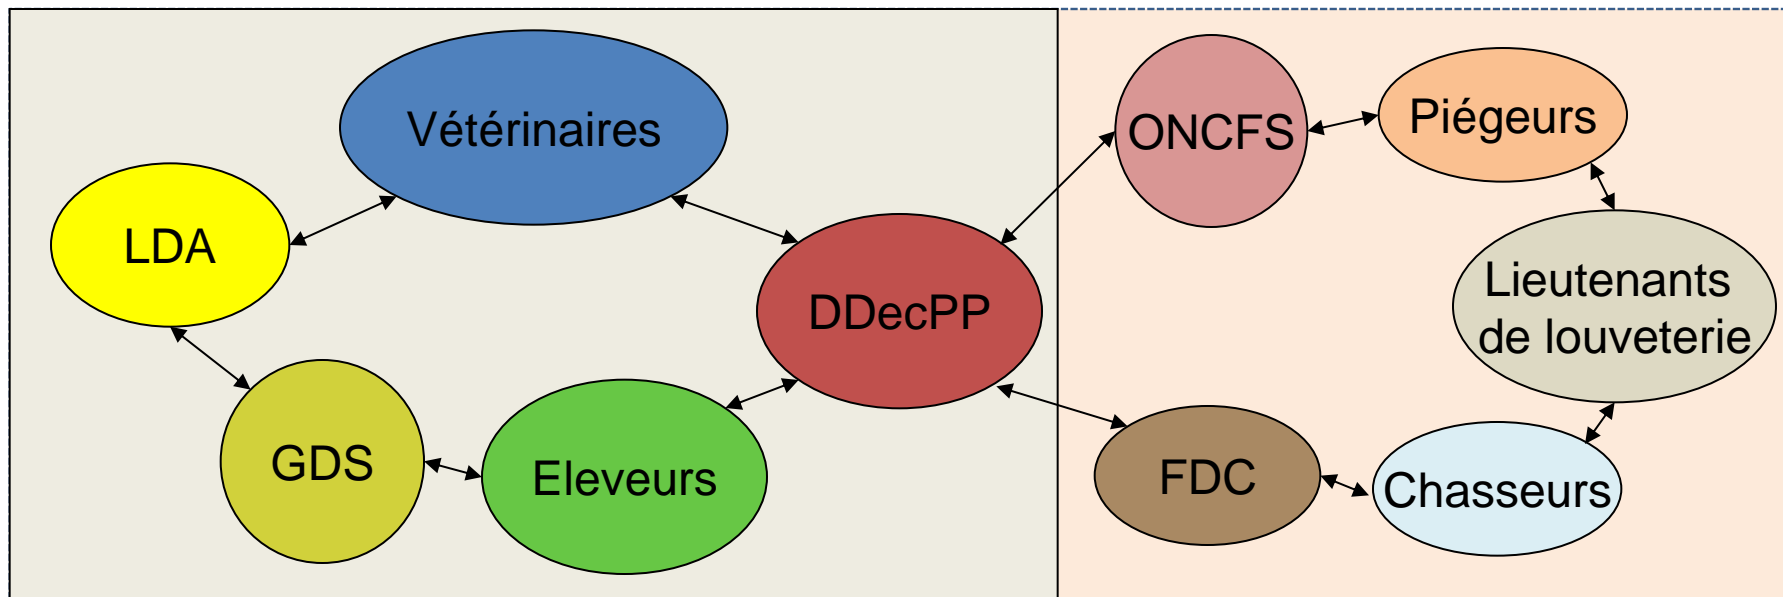 Vétérinaires
LDA
GDS
Eleveurs
DDecPP
ONCFS
Piégeurs
Lieutenants
de louveterie
FDC
Chasseurs